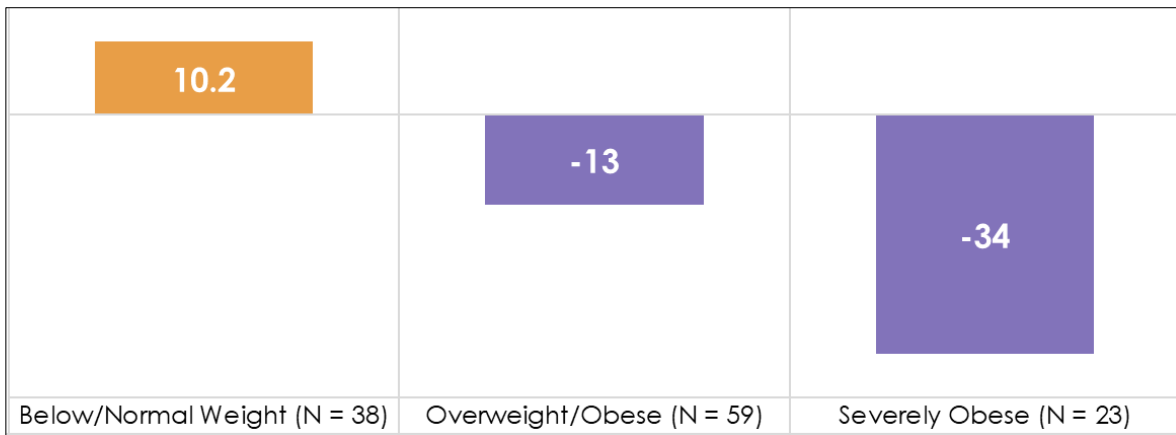 10.2
-13
-34
Below/Normal Weight (N = 38)
Overweight/Obese (N = 59)
Severely Obese (N = 23)